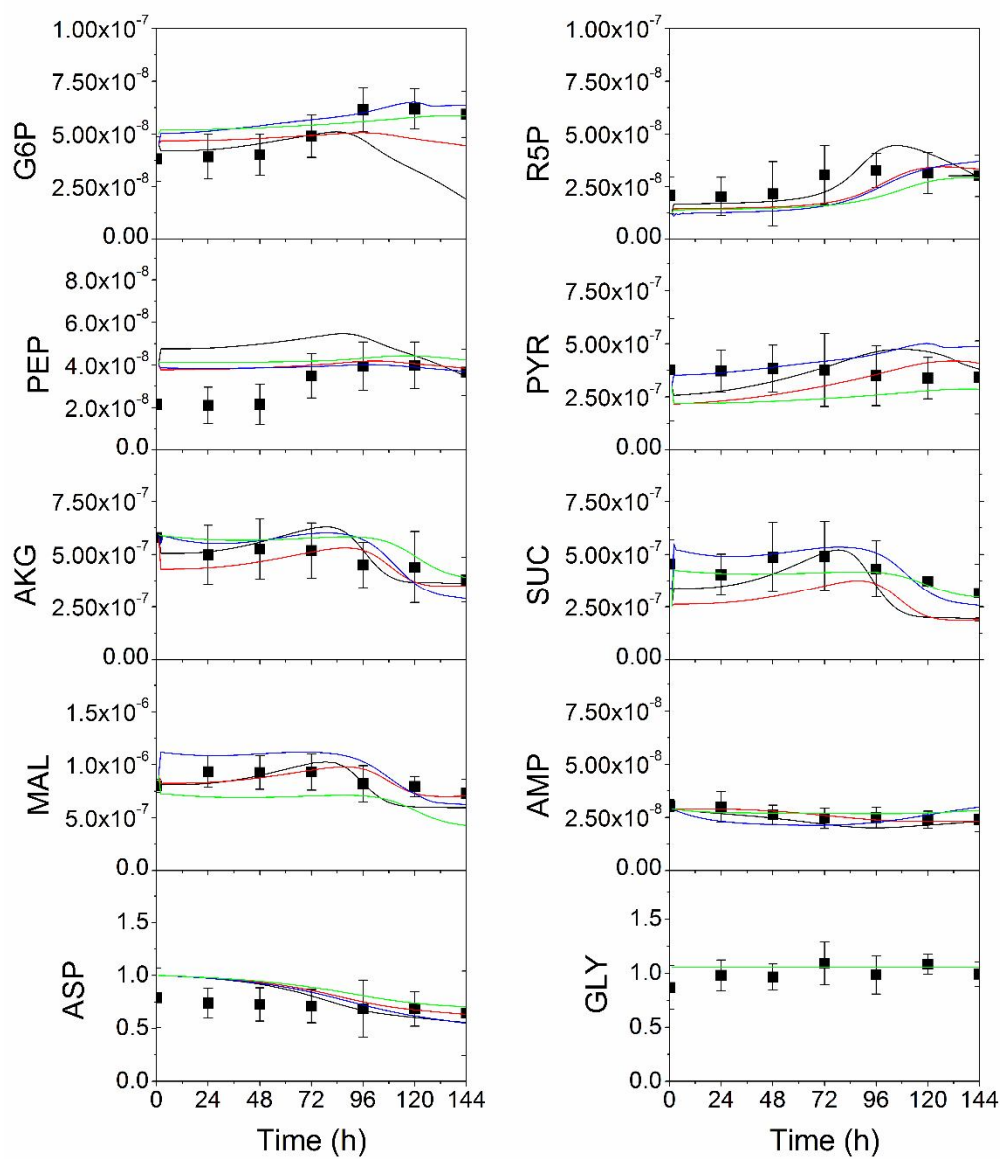 1.00x10-7
7.50x10-8
5.00x10-8
2.50x10-8
0.00
G6P
7.50x10-8
5.00x10-8
2.50x10-8
0.00
R5P
8.0x10-8
6.0x10-8
4.0x10-8
2.0x10-8
0.0
PEP
7.50x10-7
5.00x10-7
2.50x10-7
0.00
PYR
7.50x10-7
5.00x10-7
2.50x10-7
0.00
AKG
7.50x10-7
5.00x10-7
2.50x10-7
0.00
SUC
1.5x10-6
1.0x10-6
5.0x10-7
0.0
MAL
7.50x10-8
5.00x10-8
2.50x10-8
0.00
AMP
1.5
1.0
0.5
0.0
ASP
0 24 48 72 96 120 144
Time (h)
1.5
1.0
0.5
0.0
GLY
0 24 48 72 96 120 144
Time (h)